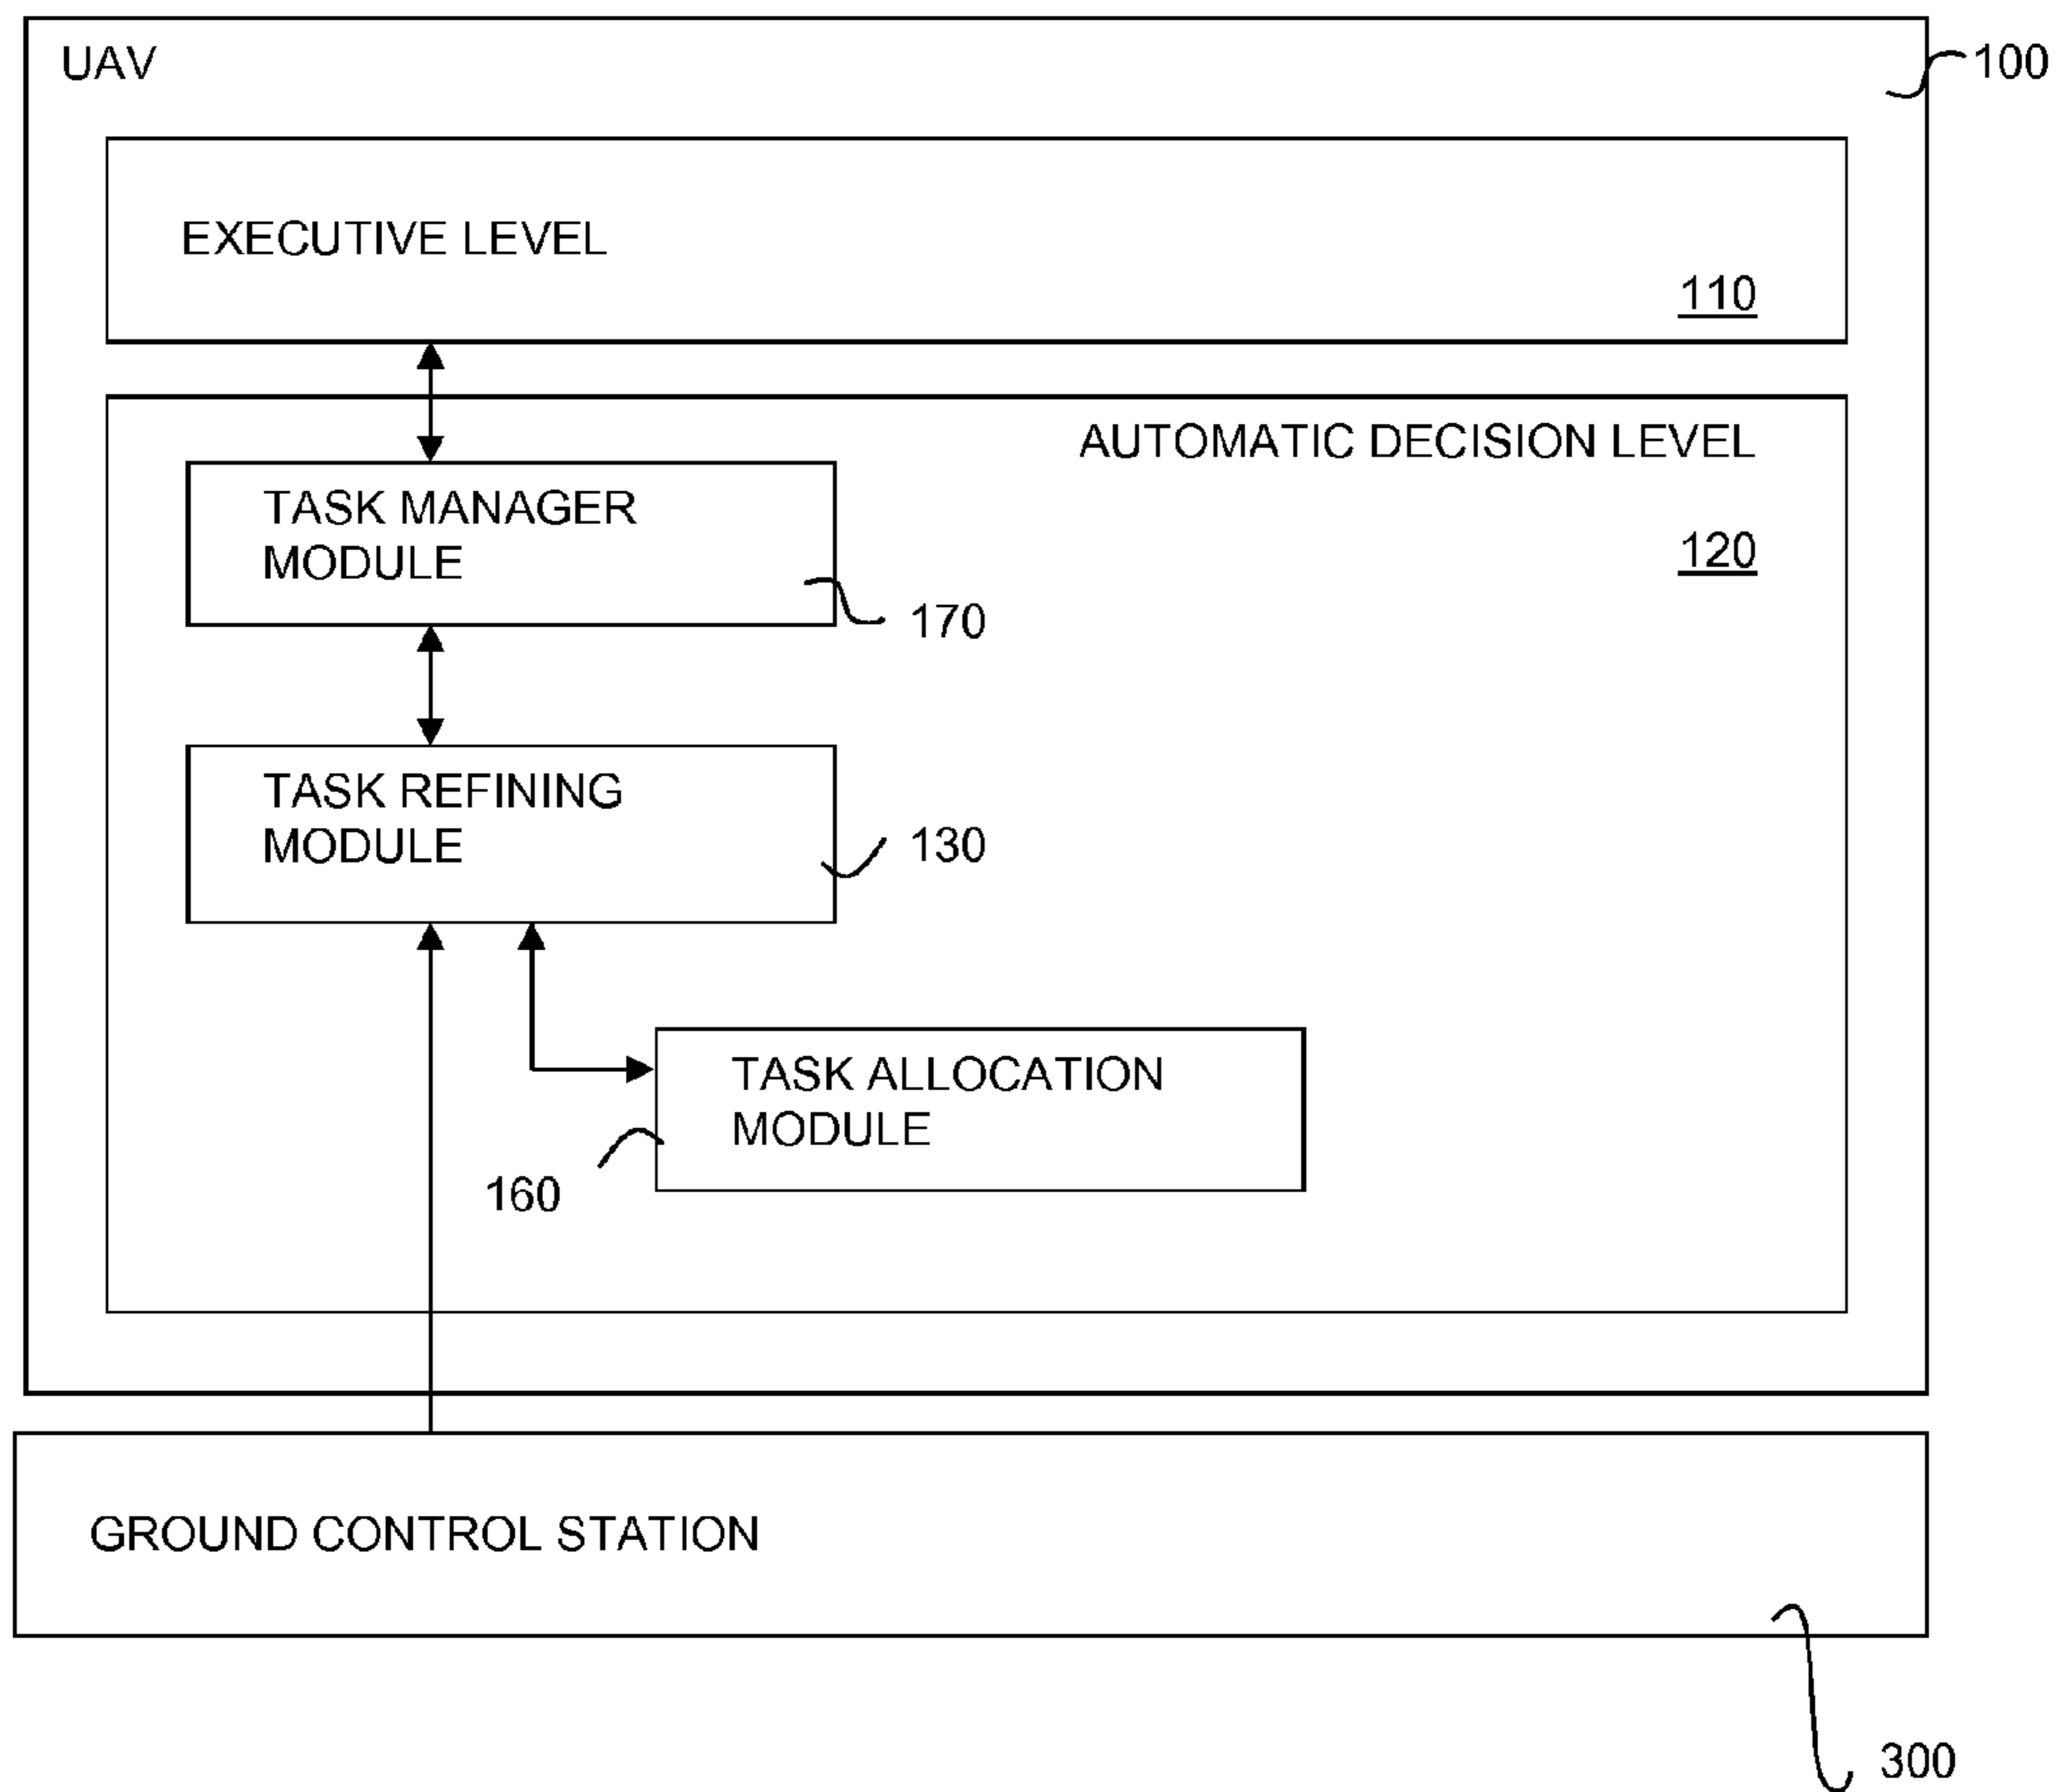 UAV
100
EXECUTIVE LEVEL
110
AUTOMATIC DECISION LEVEL
120
TASK MANAGER
MODULE
170
TASK REFINING
MODULE
130
TASK ALLOCATION
MODULE
160
GROUND CONTROL STATION
300